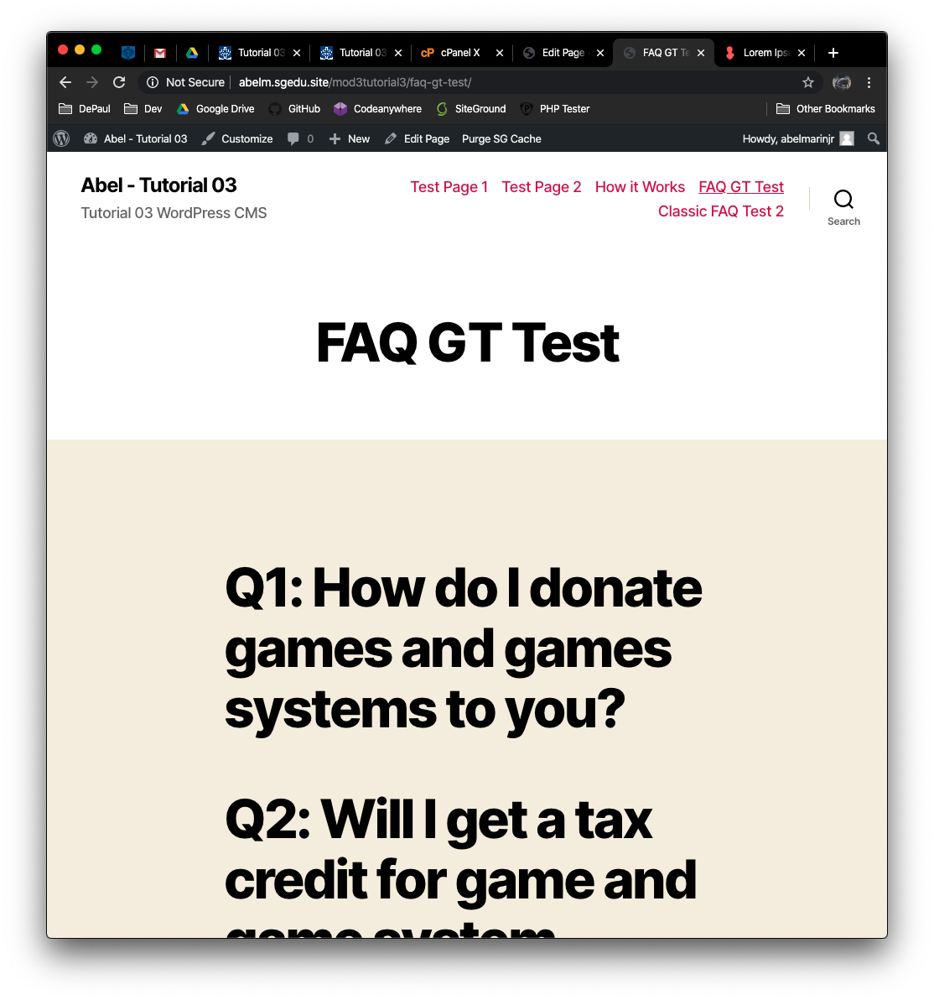 Tutorial 03
Tutorial 03
cP cPanel X
Edit Page
FAQ GT Te
Lorem Ips
Not Secure abelm.sgedu.site/mod3tutorial3/faq-gt-test/
DePaul Dev Google Drive GitHub Codeanywhere SiteGround PHP Tester Other Bookmarks
Abel - Tutorial 03 Customize 0 New Edit Page Purge SG Cache Howdy, abelmarinjr
Abel - Tutorial 03
Tutorial 03 WordPress CMS
Test Page 1 Test Page 2 How it Works FAQ GT Test
Classic FAQ Test 2
Search
FAQ GT Test
Q1: How do I donate
games and games
systems to you?
Q2: Will I get a tax
credit for game and
game system